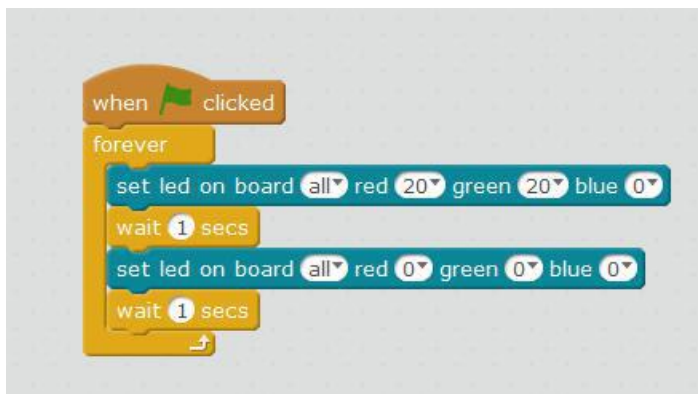 when clicked
forever
set led on board all red 20 green 20 blue 0
wait 1 secs
set led on board all red 0 green 0 blue 0
wait 1 secs